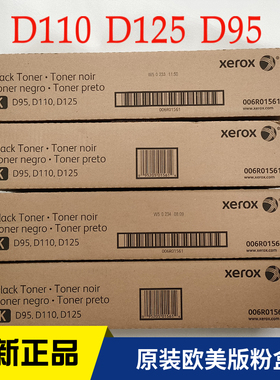 D110 D125 D95
Black Toner · Toner noir
Toner negro · Toner preto
K D95, D110, D125
006R01561
xerox
006R01561
Toner · Toner noir
Toner negro · Toner preto
D95, D110, D125
xerox
006R01561
Black Toner · Toner noir
Toner negro · Toner preto
K D95, D110, D125
006R01561
xerox
006R01561
Black Toner · Toner noir
Toner negro · Toner preto
D95, D110, D125
xerox
006R0156
新正品
原装欧美版粉盒